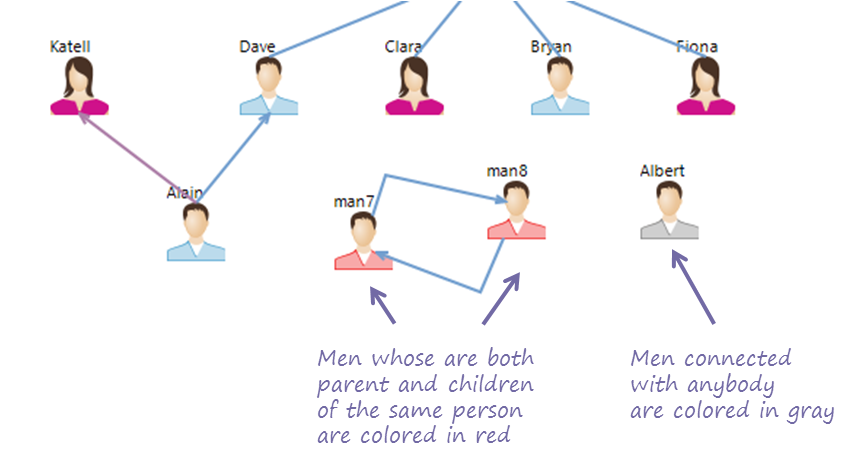 Katell
Dave
Clara
Bryan
Fiona
Alain
man7
man8
Albert
Men whose are both
parent and children
of the same person
are colored in red
Men connected
with anybody
are colored in gray